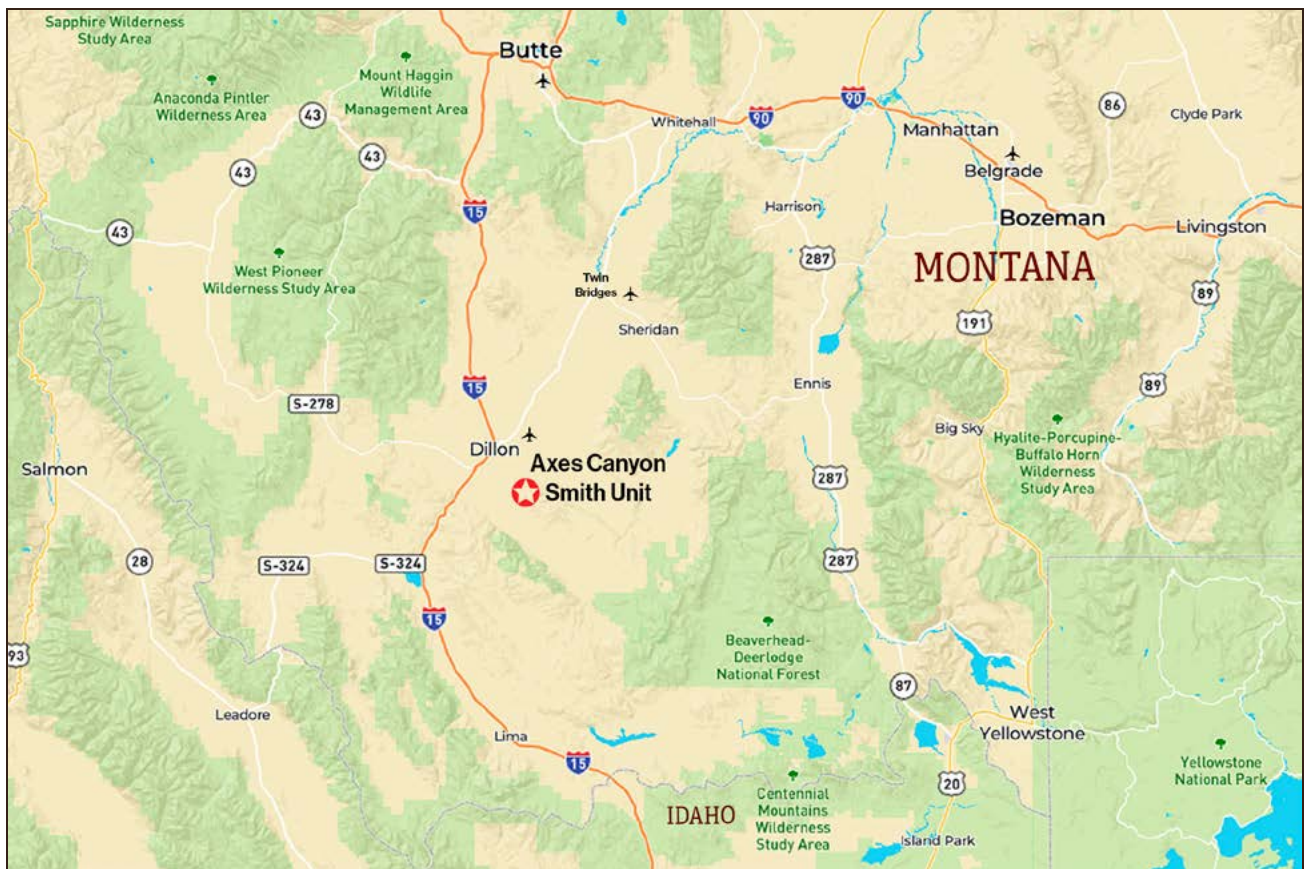 Sapphire Wilderness
Study Area
Butte
Mount Haggin
Wildlife
Management Area
Anaconda Pintler
Wilderness Area
43
43
43
43
Whitehall
90
90
86
Clyde Park
Manhattan
Belgrade
Bozeman
Livingston
Harrison
15
287
MONTANA
West Pioneer
Wilderness Study Area
Twin
Bridges
Sheridan
89
191
15
S-278
Ennis
89
Big Sky
Hyalite-Porcupine-
Buffalo Horn
Wilderness
Study Area
Dillon
Axes Canyon
Smith Unit
Salmon
287
28
S-324
S-324
287
15
93
Beaverhead-
Deerlodge
National Forest
87
Leadore
Lima
West
Yellowstone
15
20
Yellowstone
National Park
IDAHO
Centennial
Mountains
Wilderness
Study Area
Island Park